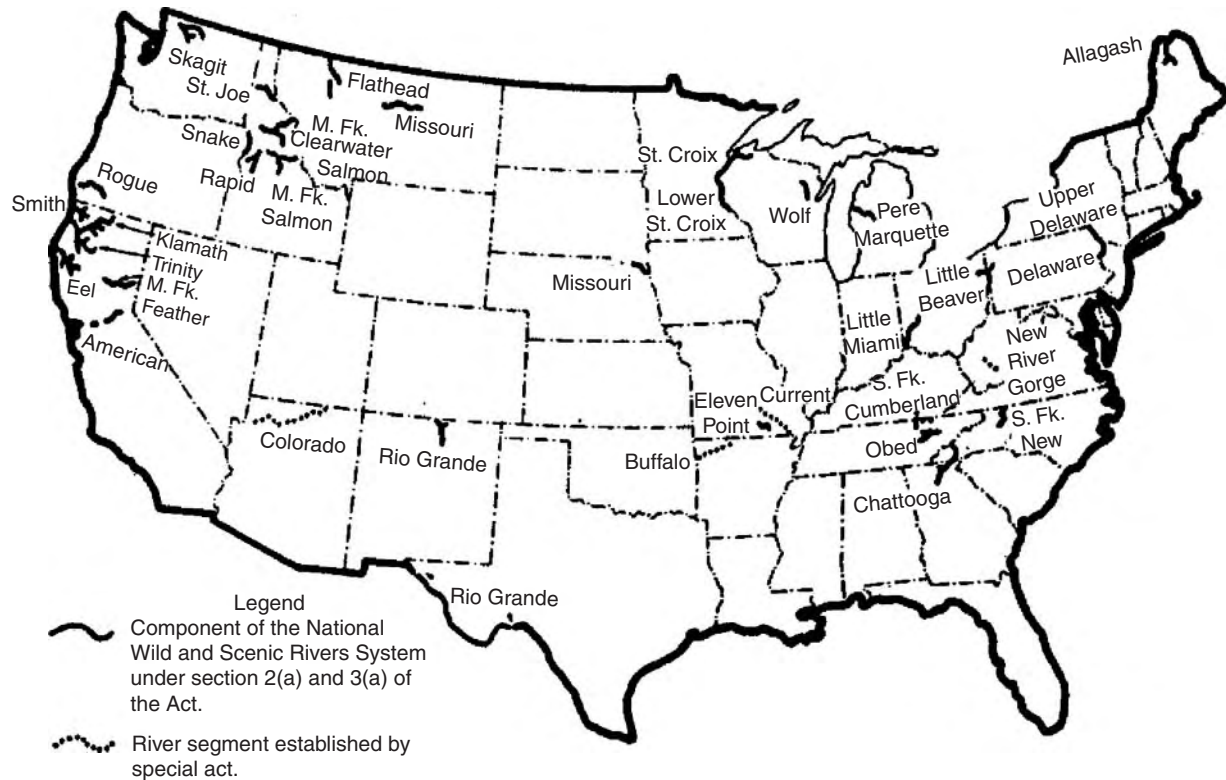 Allagash
Skagit
St. Joe
Flathead
Missouri
M. Fk.
Clearwater
Snake
Salmon
Rapid
M. Fk.
Salmon
Rogue
Smith
Klamath
Trinity
M. Fk.
Feather
Eel
American
St. Croix
Lower
St. Croix
Wolf
Pere
Marquette
Upper
Delaware
Delaware
Little
Beaver
Missouri
Little
Miami
New
River
Gorge
S. Fk.
Cumberland
Current
Eleven
Point
S. Fk.
New
Obed
Buffalo
Chattooga
Colorado
Rio Grande
Rio Grande
Legend
Component of the National
Wild and Scenic Rivers System
under section 2(a) and 3(a) of
the Act.
River segment established by
special act.